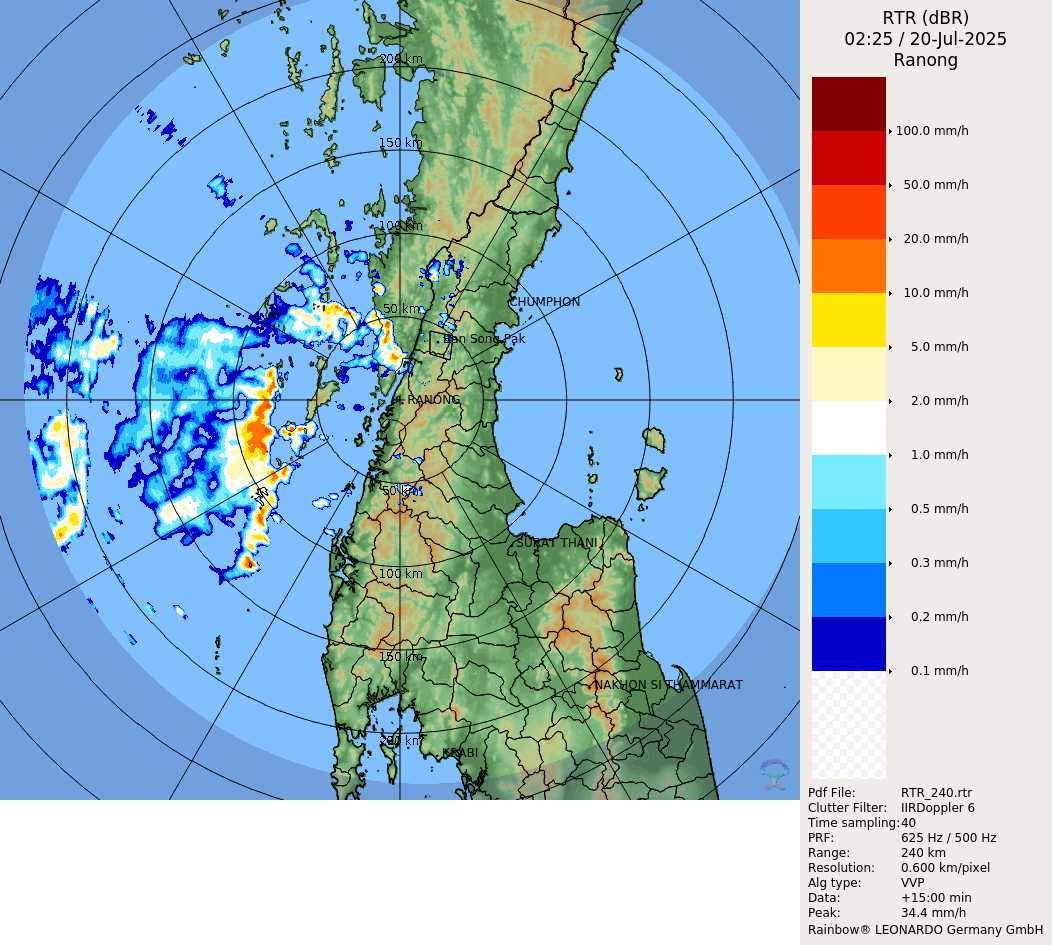 RTR (dBR)
02:25 / 20-Jul-2025
Ranong
200 km
150 km
100 km
50 km
CHUMPHON
Ban Song Pak
RANONG
50 km
SURAT THANI
100 km
150 km
NAKHON SI THAMMARAT
200 km
KRABI
100.0 mm/h
50.0 mm/h
20.0 mm/h
10.0 mm/h
5.0 mm/h
2.0 mm/h
1.0 mm/h
0.5 mm/h
0.3 mm/h
0.2 mm/h
0.1 mm/h
Pdf File: RTR_240.rtr
Clutter Filter: IIRDoppler 6
Time sampling: 40
PRF: 625 Hz / 500 Hz
Range: 240 km
Resolution: 0.600 km/pixel
Alg type: VVP
Data: +15:00 min
Peak: 34.4 mm/h
Rainbow® LEONARDO Germany GmbH